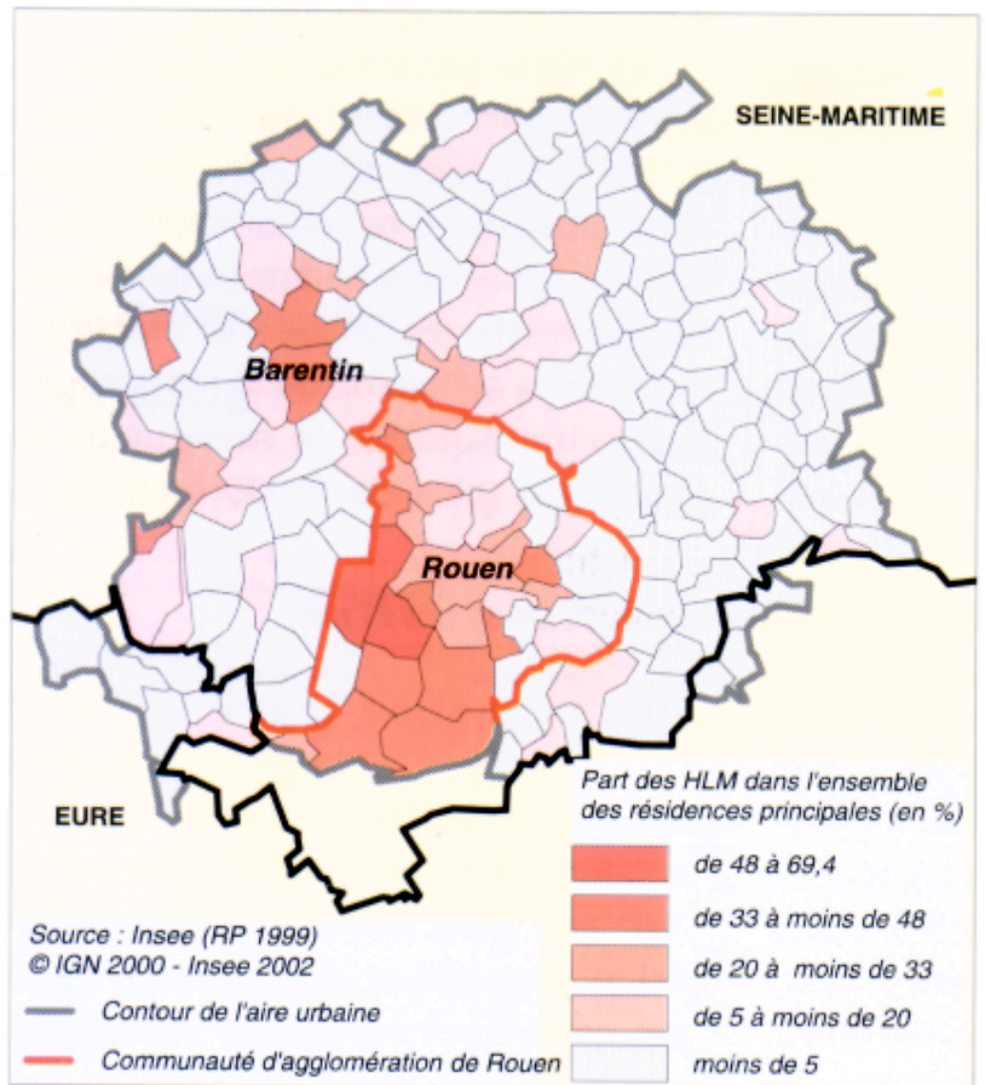 SEINE-MARITIME
Barentin
Rouen
EURE
Part des HLM dans l'ensemble
des résidences principales (en %)
de 48 à 69,4
de 33 à moins de 48
de 20 à moins de 33
de 5 à moins de 20
moins de 5
Source : Insee (RP 1999)
© IGN 2000 - Insee 2002
Contour de l'aire urbaine
Communauté d'agglomération de Rouen